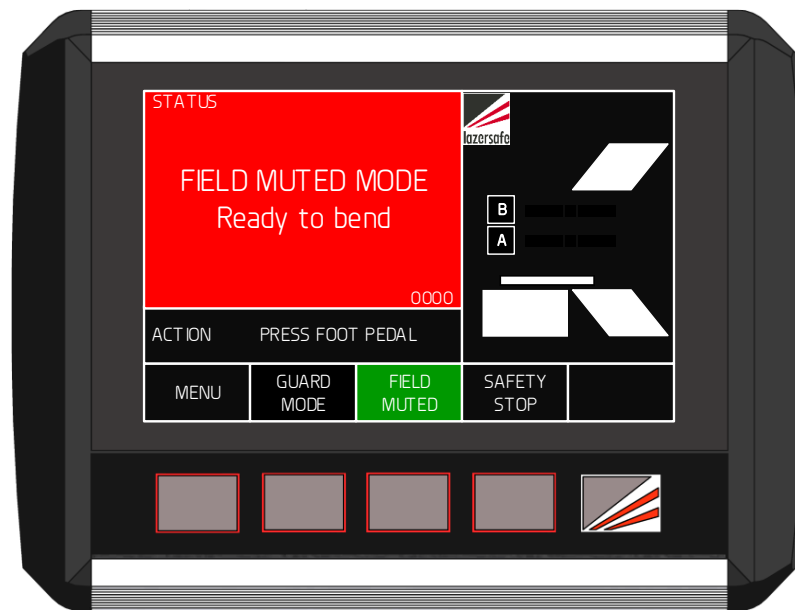 STATUS
FIELD MUTED MODE
Ready to bend
0000
ACTION PRESS FOOT PEDAL
lazersafe
B
A
MENU
GUARD
MODE
FIELD
MUTED
SAFETY
STOP